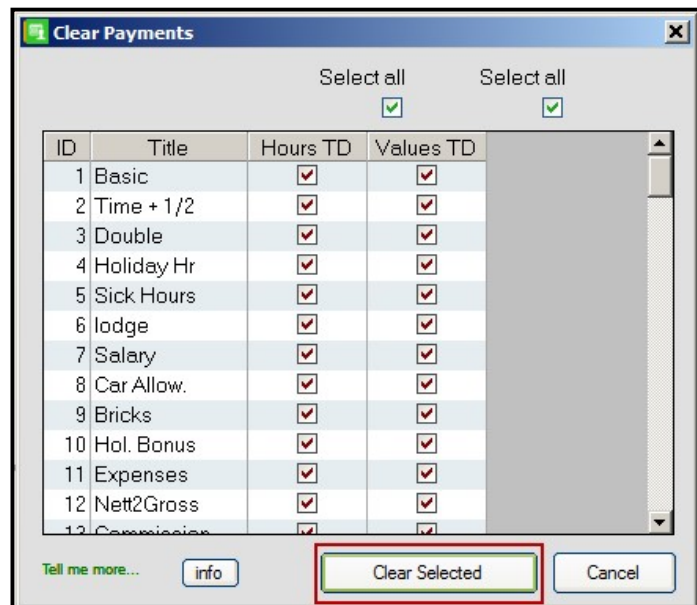 Clear Payments
Select all Select all
ID Title Hours TD Values TD
1 Basic
2 Time + 1/2
3 Double
4 Holiday Hr
5 Sick Hours
6 lodge
7 Salary
8 Car Allow.
9 Bricks
10 Hol. Bonus
11 Expenses
12 Nett2Gross
13 Commission
Tell me more... info Clear Selected Cancel